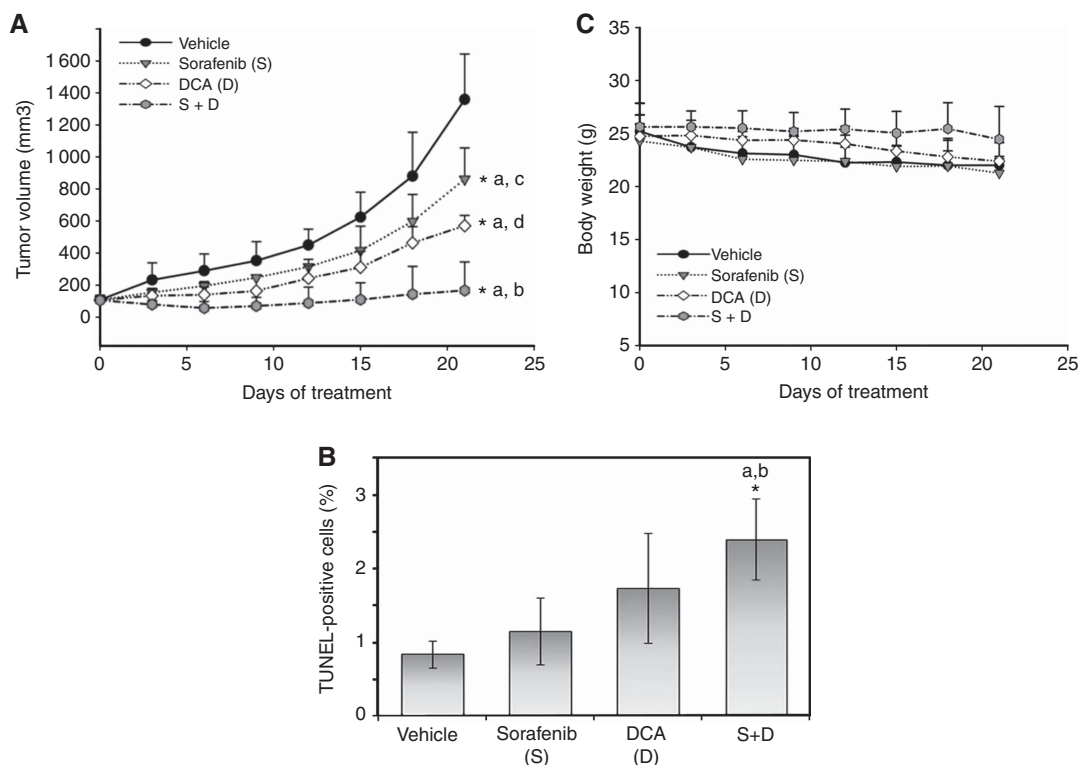 A
Tumor volume (mm3)
1 600
1 400
1 200
1 000
800
600
400
200
0
Vehicle
Sorafenib (S)
DCA (D)
S + D
* a, c
* a, d
* a, b
0 5 10 15 20 25
Days of treatment
C
Body weight (g)
35
30
25
20
15
10
5
Vehicle
Sorafenib (S)
DCA (D)
S + D
0 5 10 15 20 25
Days of treatment
B
TUNEL-positive cells (%)
3
2
1
0
a,b
*
Vehicle Sorafenib DCA S+D
(S) (D)